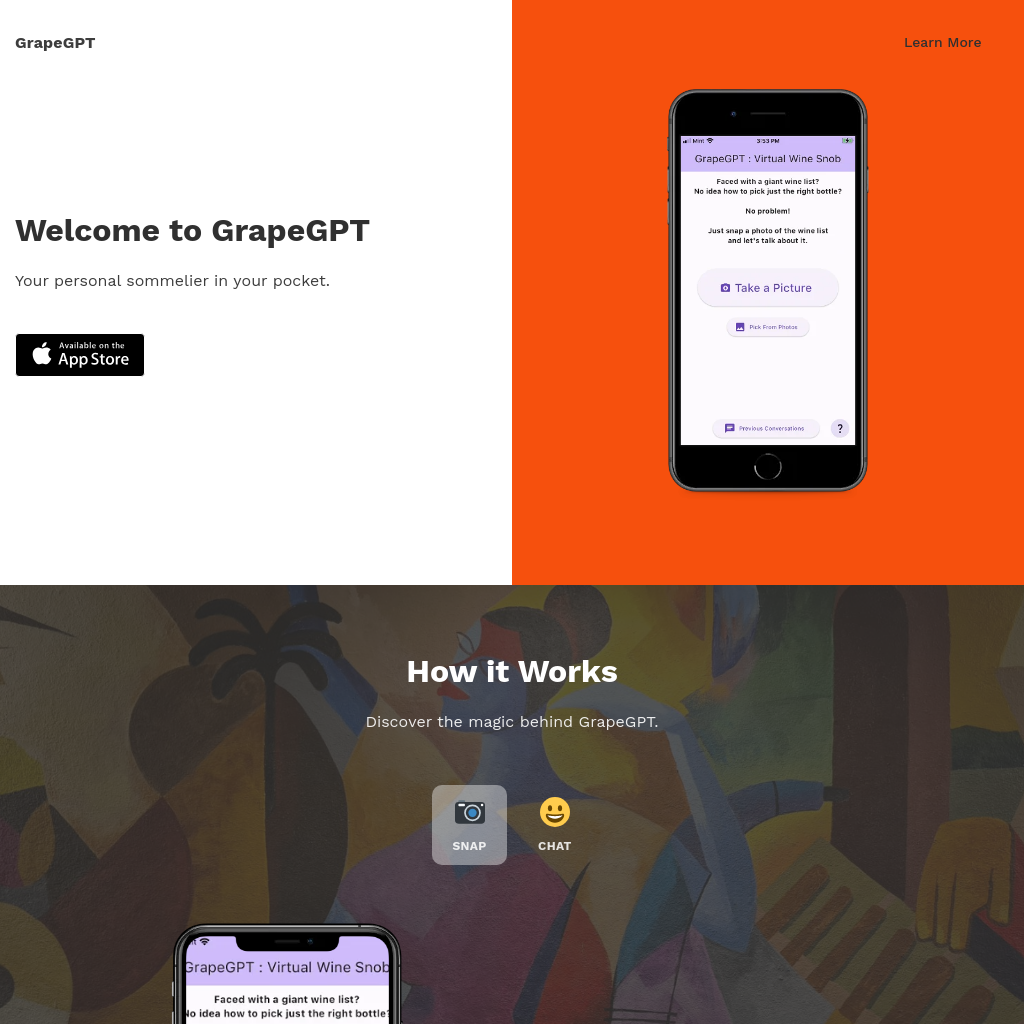 GrapeGPT
Learn More
Welcome to GrapeGPT
Your personal sommelier in your pocket.
Available on the
App Store
Mint
3:53 PM
GrapeGPT : Virtual Wine Snob
Faced with a giant wine list?
No idea how to pick just the right bottle?
No problem!
Just snap a photo of the wine list
and let's talk about it.
Take a Picture
Pick From Photos
Previous Conversations
?
How it Works
Discover the magic behind GrapeGPT.
SNAP
CHAT
GrapeGPT : Virtual Wine Snob
Faced with a giant wine list?
No idea how to pick just the right bottle?